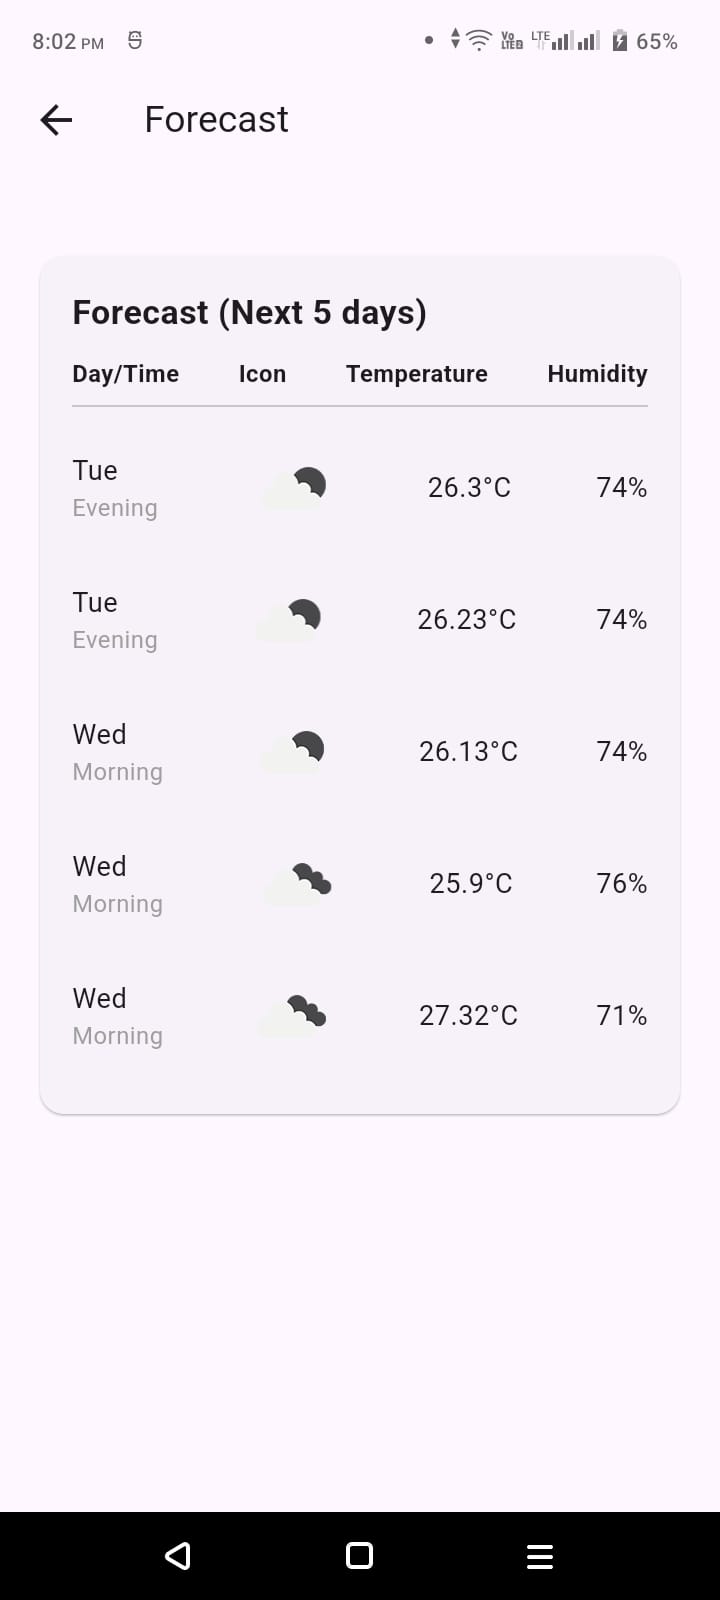 8:02 PM Vo LTE2 LTE 65%
Forecast
Forecast (Next 5 days)
Day/Time Icon Temperature Humidity
Tue
Evening
26.3°C 74%
Tue
Evening
26.23°C 74%
Wed
Morning
26.13°C 74%
Wed
Morning
25.9°C 76%
Wed
Morning
27.32°C 71%